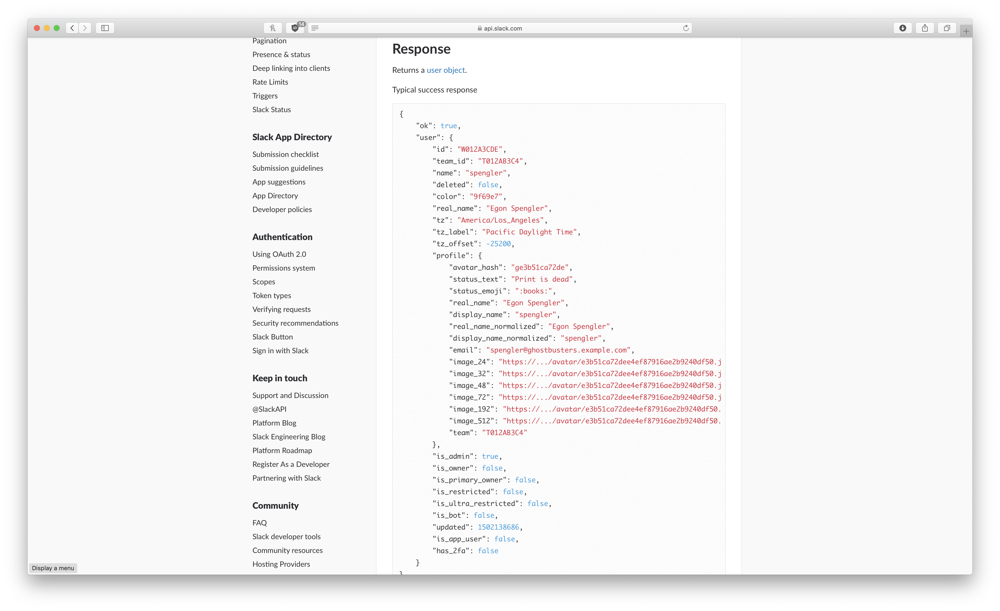 14
api.slack.com
Pagination
Presence & status
Deep linking into clients
Rate Limits
Triggers
Slack Status
Slack App Directory
Submission checklist
Submission guidelines
App suggestions
App Directory
Developer policies
Authentication
Using OAuth 2.0
Permissions system
Scopes
Token types
Verifying requests
Security recommendations
Slack Button
Sign in with Slack
Keep in touch
Support and Discussion
@SlackAPI
Platform Blog
Slack Engineering Blog
Platform Roadmap
Register As a Developer
Partnering with Slack
Community
FAQ
Slack developer tools
Community resources
Hosting Providers
Display a menu
Response
Returns a user object.
Typical success response
{
    "ok": true,
    "user": {
        "id": "W012A3CDE",
        "team_id": "T012AB3C4",
        "name": "spengler",
        "deleted": false,
        "color": "9f69e7",
        "real_name": "Egon Spengler",
        "tz": "America/Los_Angeles",
        "tz_label": "Pacific Daylight Time",
        "tz_offset": -25200,
        "profile": {
            "avatar_hash": "ge3b51ca72de",
            "status_text": "Print is dead",
            "status_emoji": ":books:",
            "real_name": "Egon Spengler",
            "display_name": "spengler",
            "real_name_normalized": "Egon Spengler",
            "display_name_normalized": "spengler",
            "email": "spengler@ghostbusters.example.com",
            "image_24": "https://.../avatar/e3b51ca72dee4ef87916ae2b9240df50.j
            "image_32": "https://.../avatar/e3b51ca72dee4ef87916ae2b9240df50.j
            "image_48": "https://.../avatar/e3b51ca72dee4ef87916ae2b9240df50.j
            "image_72": "https://.../avatar/e3b51ca72dee4ef87916ae2b9240df50.j
            "image_192": "https://.../avatar/e3b51ca72dee4ef87916ae2b9240df50.
            "image_512": "https://.../avatar/e3b51ca72dee4ef87916ae2b9240df50.
            "team": "T012AB3C4"
        },
        "is_admin": true,
        "is_owner": false,
        "is_primary_owner": false,
        "is_restricted": false,
        "is_ultra_restricted": false,
        "is_bot": false,
        "updated": 1502138686,
        "is_app_user": false,
        "has_2fa": false
    }
}